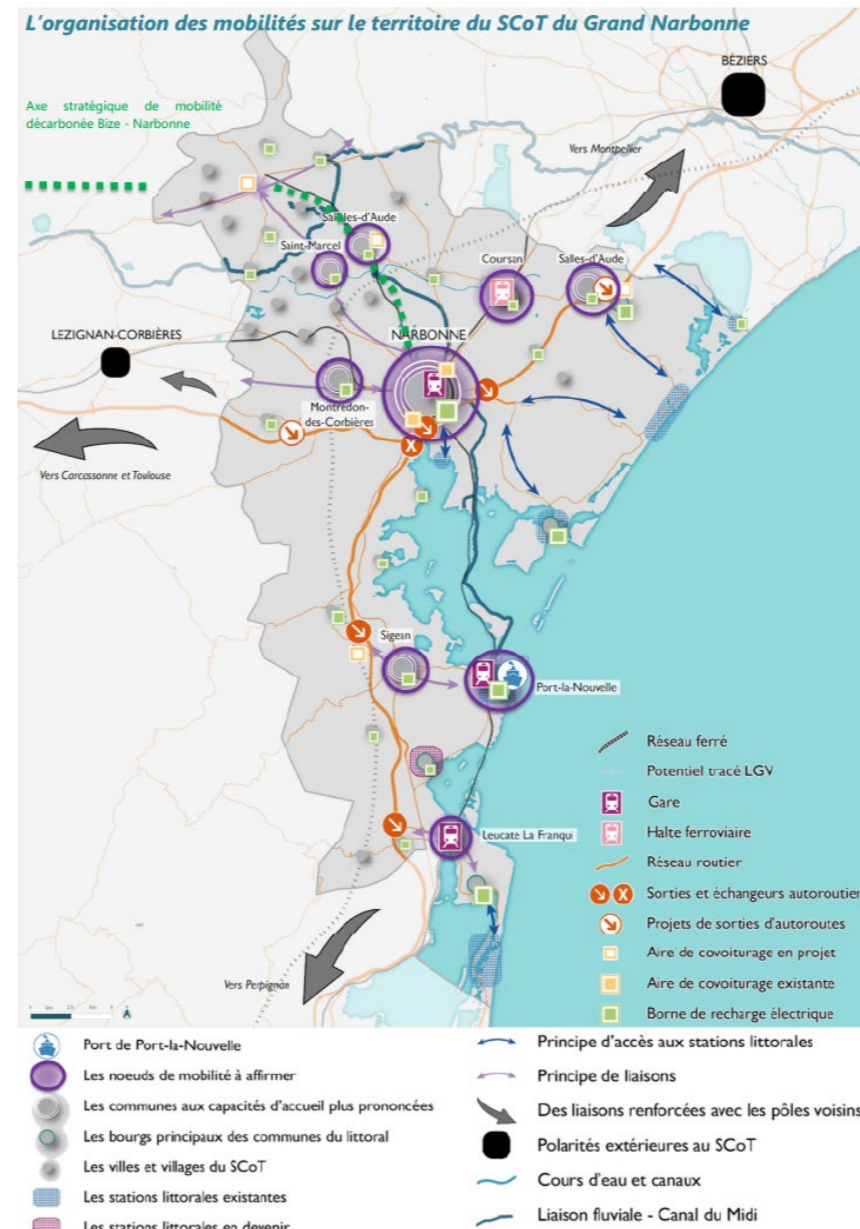 L'organisation des mobilités sur le territoire du SCoT du Grand Narbonne
BÉZIERS
Axe stratégique de mobilité
décarbonée Bize - Narbonne
Vers Montpellier
Sallèles-d'Aude
Saint-Marcel
Coursan
Salles-d'Aude
LEZIGNAN-CORBIÈRES
NARBONNE
Montredon-
des-Corbières
Vers Carcassonne et Toulouse
Sigean
Port-la-Nouvelle
Leucate La Franqui
Vers Perpignan
Réseau ferré
Potentiel tracé LGV
Gare
Halte ferroviaire
Réseau routier
Sorties et échangeurs autoroutier
Projets de sorties d'autoroutes
Aire de covoiturage en projet
Aire de covoiturage existante
Borne de recharge électrique
Port de Port-la-Nouvelle
Les noeuds de mobilité à affirmer
Les communes aux capacités d'accueil plus prononcées
Les bourgs principaux des communes du littoral
Les villes et villages du SCoT
Les stations littorales existantes
Les stations littorales en devenir
Principe d'accès aux stations littorales
Principe de liaisons
Des liaisons renforcées avec les pôles voisins
Polarités extérieures au SCoT
Cours d'eau et canaux
Liaison fluviale - Canal du Midi